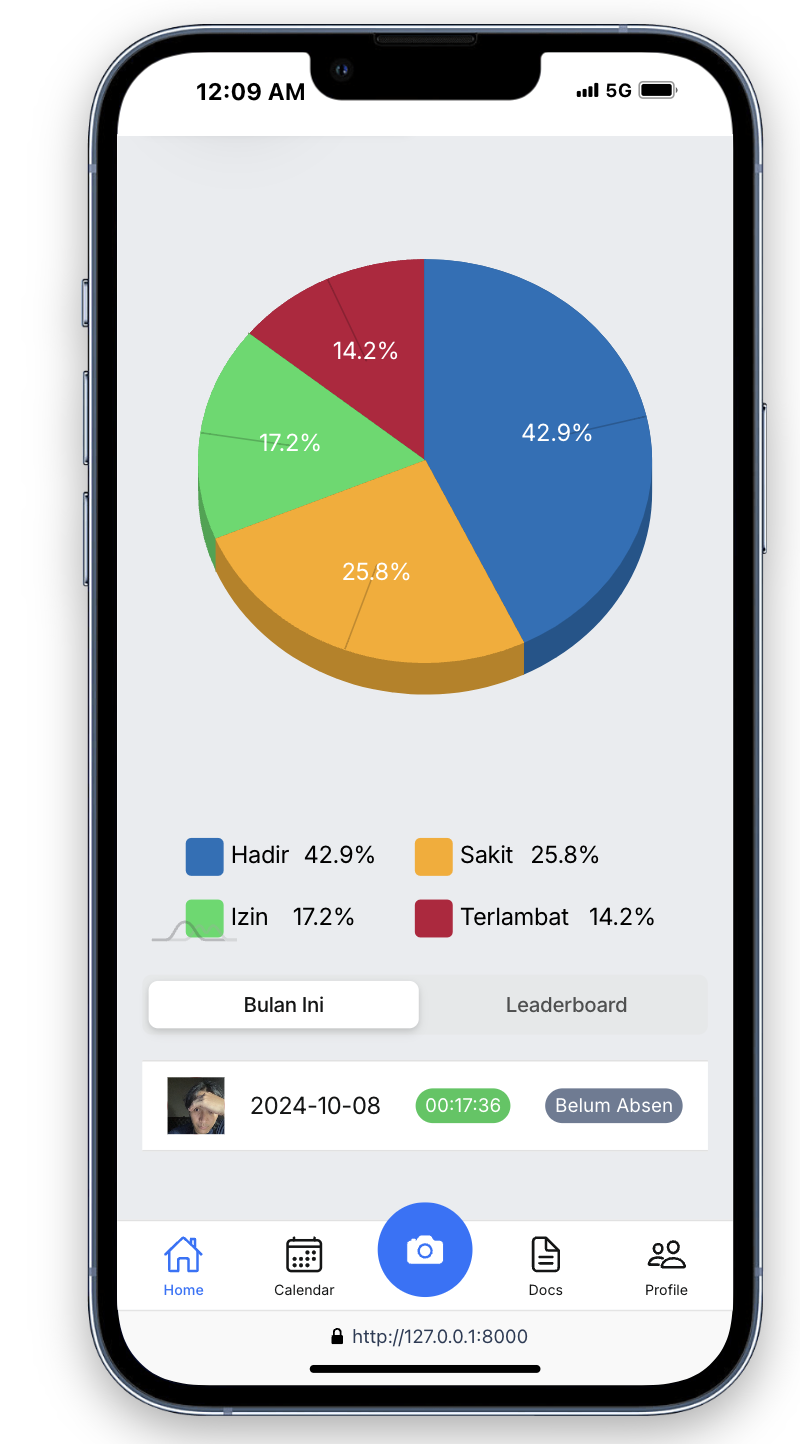 12:09 AM 5G
14.2%
42.9%
17.2%
25.8%
Hadir 42.9% Sakit 25.8%
Izin 17.2% Terlambat 14.2%
Bulan Ini Leaderboard
2024-10-08 00:17:36 Belum Absen
Home Calendar Docs Profile
http://127.0.0.1:8000